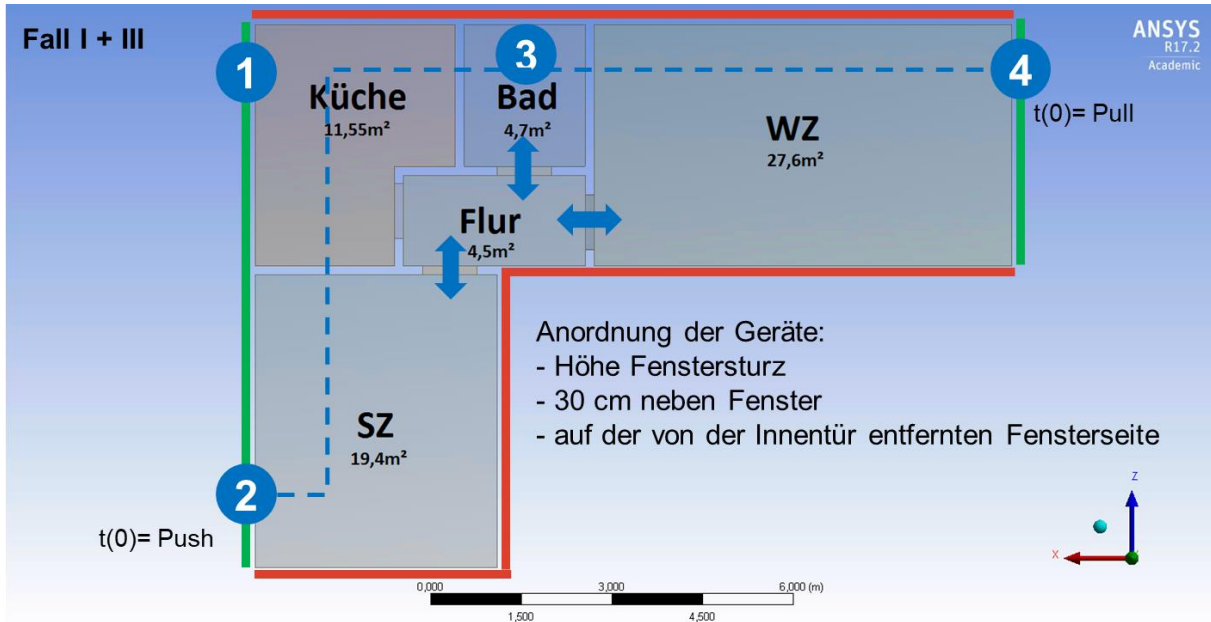 Fall I + III
ANSYS
R17.2
Academic
1
3
4
Küche
11,55m²
Bad
4,7m²
WZ
27,6m²
t(0)= Pull
Flur
4,5m²
Anordnung der Geräte:
- Höhe Fenstersturz
- 30 cm neben Fenster
- auf der von der Innentür entfernten Fensterseite
SZ
19,4m²
2
t(0)= Push
Z
X
0,000
3,000
6,000 (m)
1,500
4,500